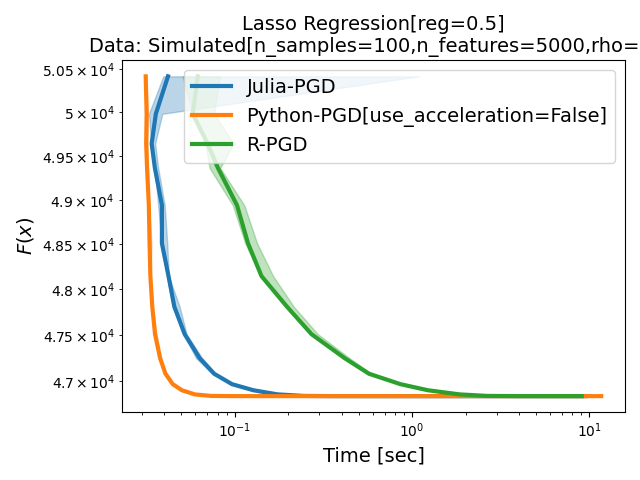 Lasso Regression[reg=0.5]
Data: Simulated[n_samples=100,n_features=5000,rho=
Julia-PGD
Python-PGD[use_acceleration=False]
R-PGD
F(x)
5.05 × 10⁴
5 × 10⁴
4.95 × 10⁴
4.9 × 10⁴
4.85 × 10⁴
4.8 × 10⁴
4.75 × 10⁴
4.7 × 10⁴
10⁻¹ 10⁰ 10¹
Time [sec]